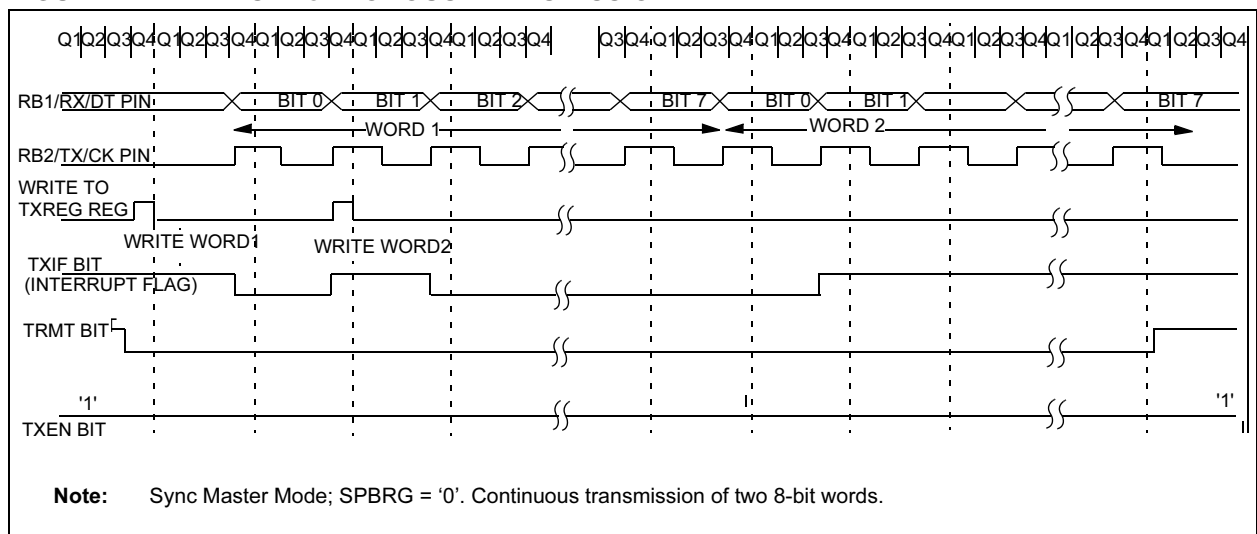 Q1Q2Q3Q4Q1Q2Q3Q4Q1Q2Q3Q4Q1Q2Q3Q4Q1Q2Q3Q4 Q3Q4Q1Q2Q3Q4Q1Q2Q3Q4Q1Q2Q3Q4Q1Q2Q3Q4Q1Q2Q3Q4Q1Q2Q3Q4
RB1/RX/DT PIN BIT 0 BIT 1 BIT 2 BIT 7 BIT 0 BIT 1 BIT 7
WORD 1 WORD 2
RB2/TX/CK PIN
WRITE TO
TXREG REG
WRITE WORD1 WRITE WORD2
TXIF BIT
(INTERRUPT FLAG)
TRMT BIT
'1' '1'
TXEN BIT
Note: Sync Master Mode; SPBRG = ‘0’. Continuous transmission of two 8-bit words.